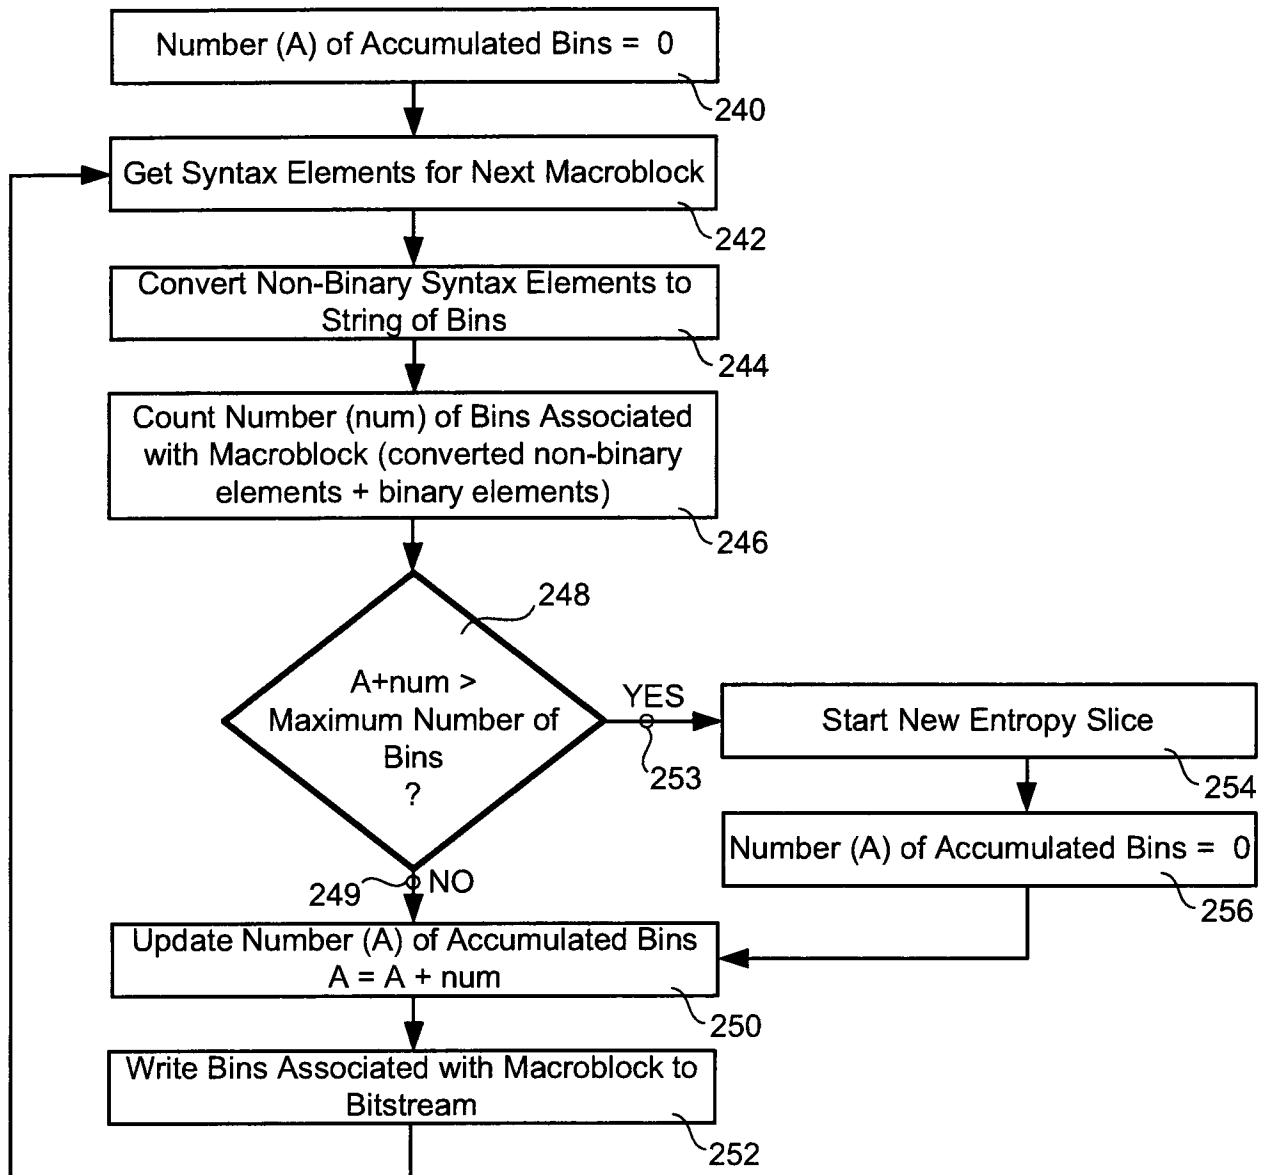 Number (A) of Accumulated Bins = 0
240
Get Syntax Elements for Next Macroblock
242
Convert Non-Binary Syntax Elements to
String of Bins
244
Count Number (num) of Bins Associated
with Macroblock (converted non-binary
elements + binary elements)
246
248
A+num >
Maximum Number of
Bins
?
YES
253
Start New Entropy Slice
254
Number (A) of Accumulated Bins = 0
256
249
NO
Update Number (A) of Accumulated Bins
A = A + num
250
Write Bins Associated with Macroblock to
Bitstream
252